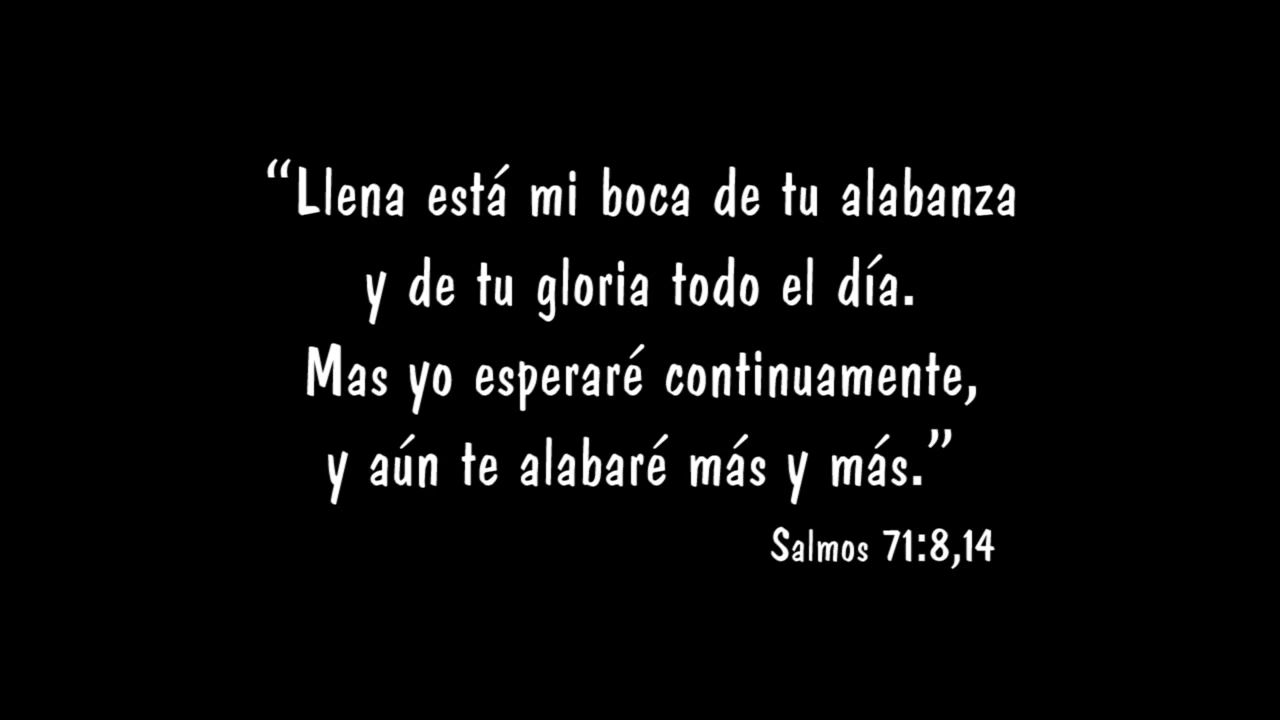 “Llena está mi boca de tu alabanza
y de tu gloria todo el día.
Mas yo esperaré continuamente,
y aún te alabaré más y más.”
Salmos 71:8,14